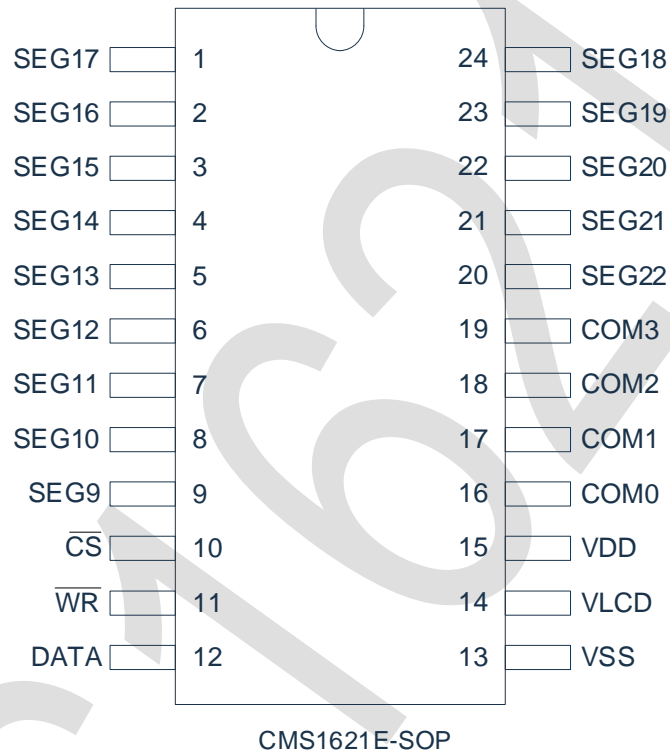 SEG17 1 24 SEG18
SEG16 2 23 SEG19
SEG15 3 22 SEG20
SEG14 4 21 SEG21
SEG13 5 20 SEG22
SEG12 6 19 COM3
SEG11 7 18 COM2
SEG10 8 17 COM1
SEG9 9 16 COM0
CS 10 15 VDD
WR 11 14 VLCD
DATA 12 13 VSS
CMS1621E-SOP